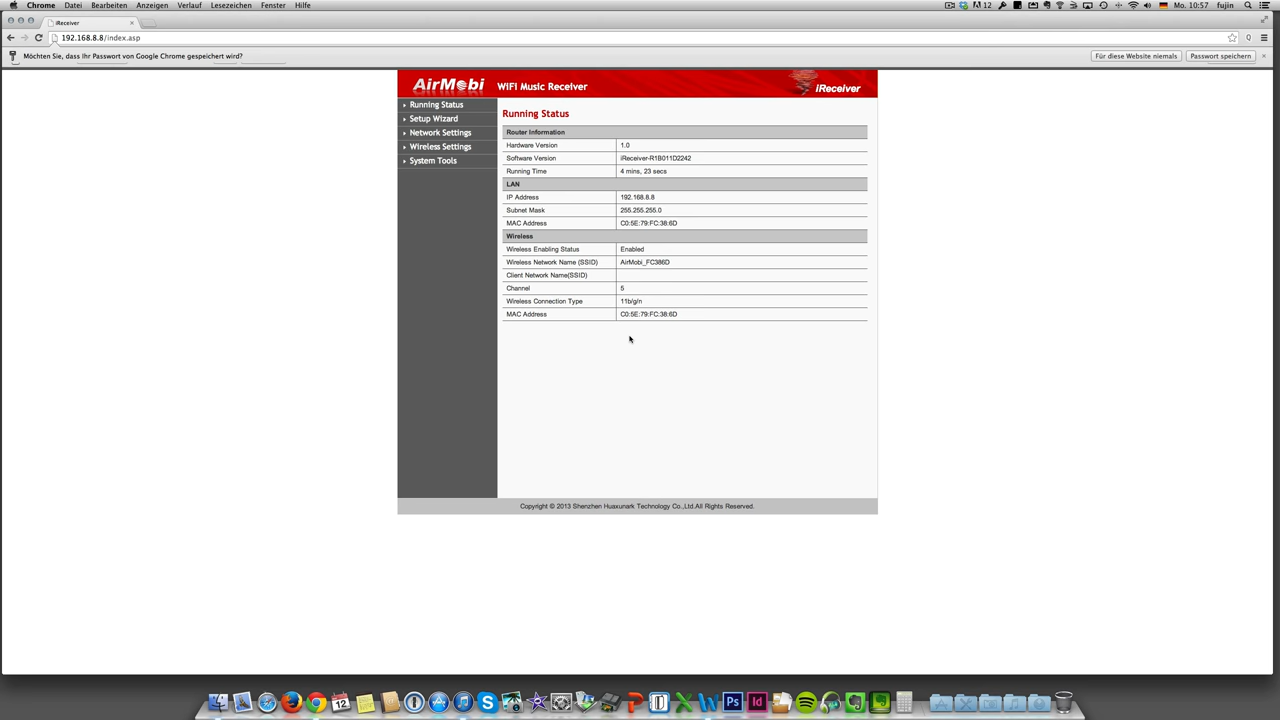 Chrome Datei Bearbeiten Anzeigen Verlauf Lesezeichen Fenster Hilfe 12 Mo. 10:57 fujin
iReceiver
192.168.8.8/index.asp
Möchten Sie, dass Ihr Passwort von Google Chrome gespeichert wird? Für diese Website niemals Passwort speichern
AirMobi WiFi Music Receiver iReceiver
Running Status
Setup Wizard
Network Settings
Wireless Settings
System Tools
Running Status
Router Information
Hardware Version 1.0
Software Version iReceiver-R1B011D2242
Running Time 4 mins, 23 secs
LAN
IP Address 192.168.8.8
Subnet Mask 255.255.255.0
MAC Address C0:5E:79:FC:38:6D
Wireless
Wireless Enabling Status Enabled
Wireless Network Name (SSID) AirMobi_FC386D
Client Network Name(SSID)
Channel 5
Wireless Connection Type 11b/g/n
MAC Address C0:5E:79:FC:38:6D
Copyright © 2013 Shenzhen Huaxunark Technology Co.,Ltd.All Rights Reserved.
12 Ps Id